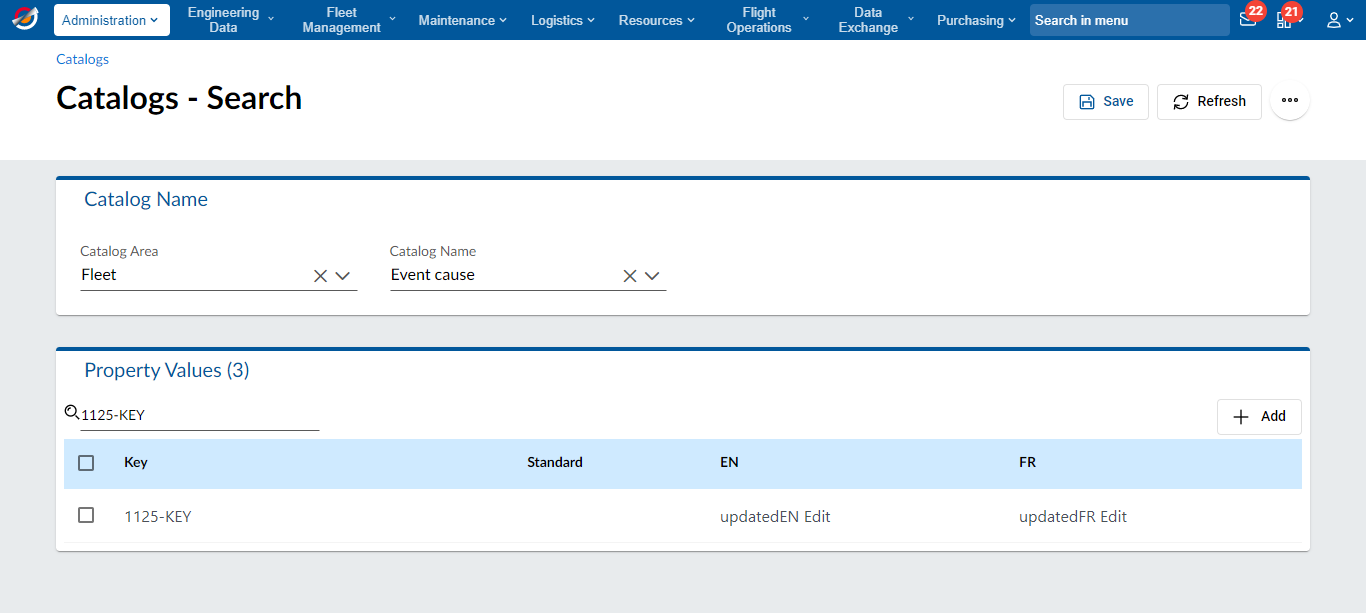 Administration
Engineering
Data
Fleet
Management
Maintenance
Logistics
Resources
Flight
Operations
Data
Exchange
Purchasing
Search in menu
22
21
Catalogs
Catalogs - Search
Save
Refresh
Catalog Name
Catalog Area
Catalog Name
Fleet
Event cause
Property Values (3)
1125-KEY
Add
Key Standard EN FR
1125-KEY updatedEN Edit updatedFR Edit